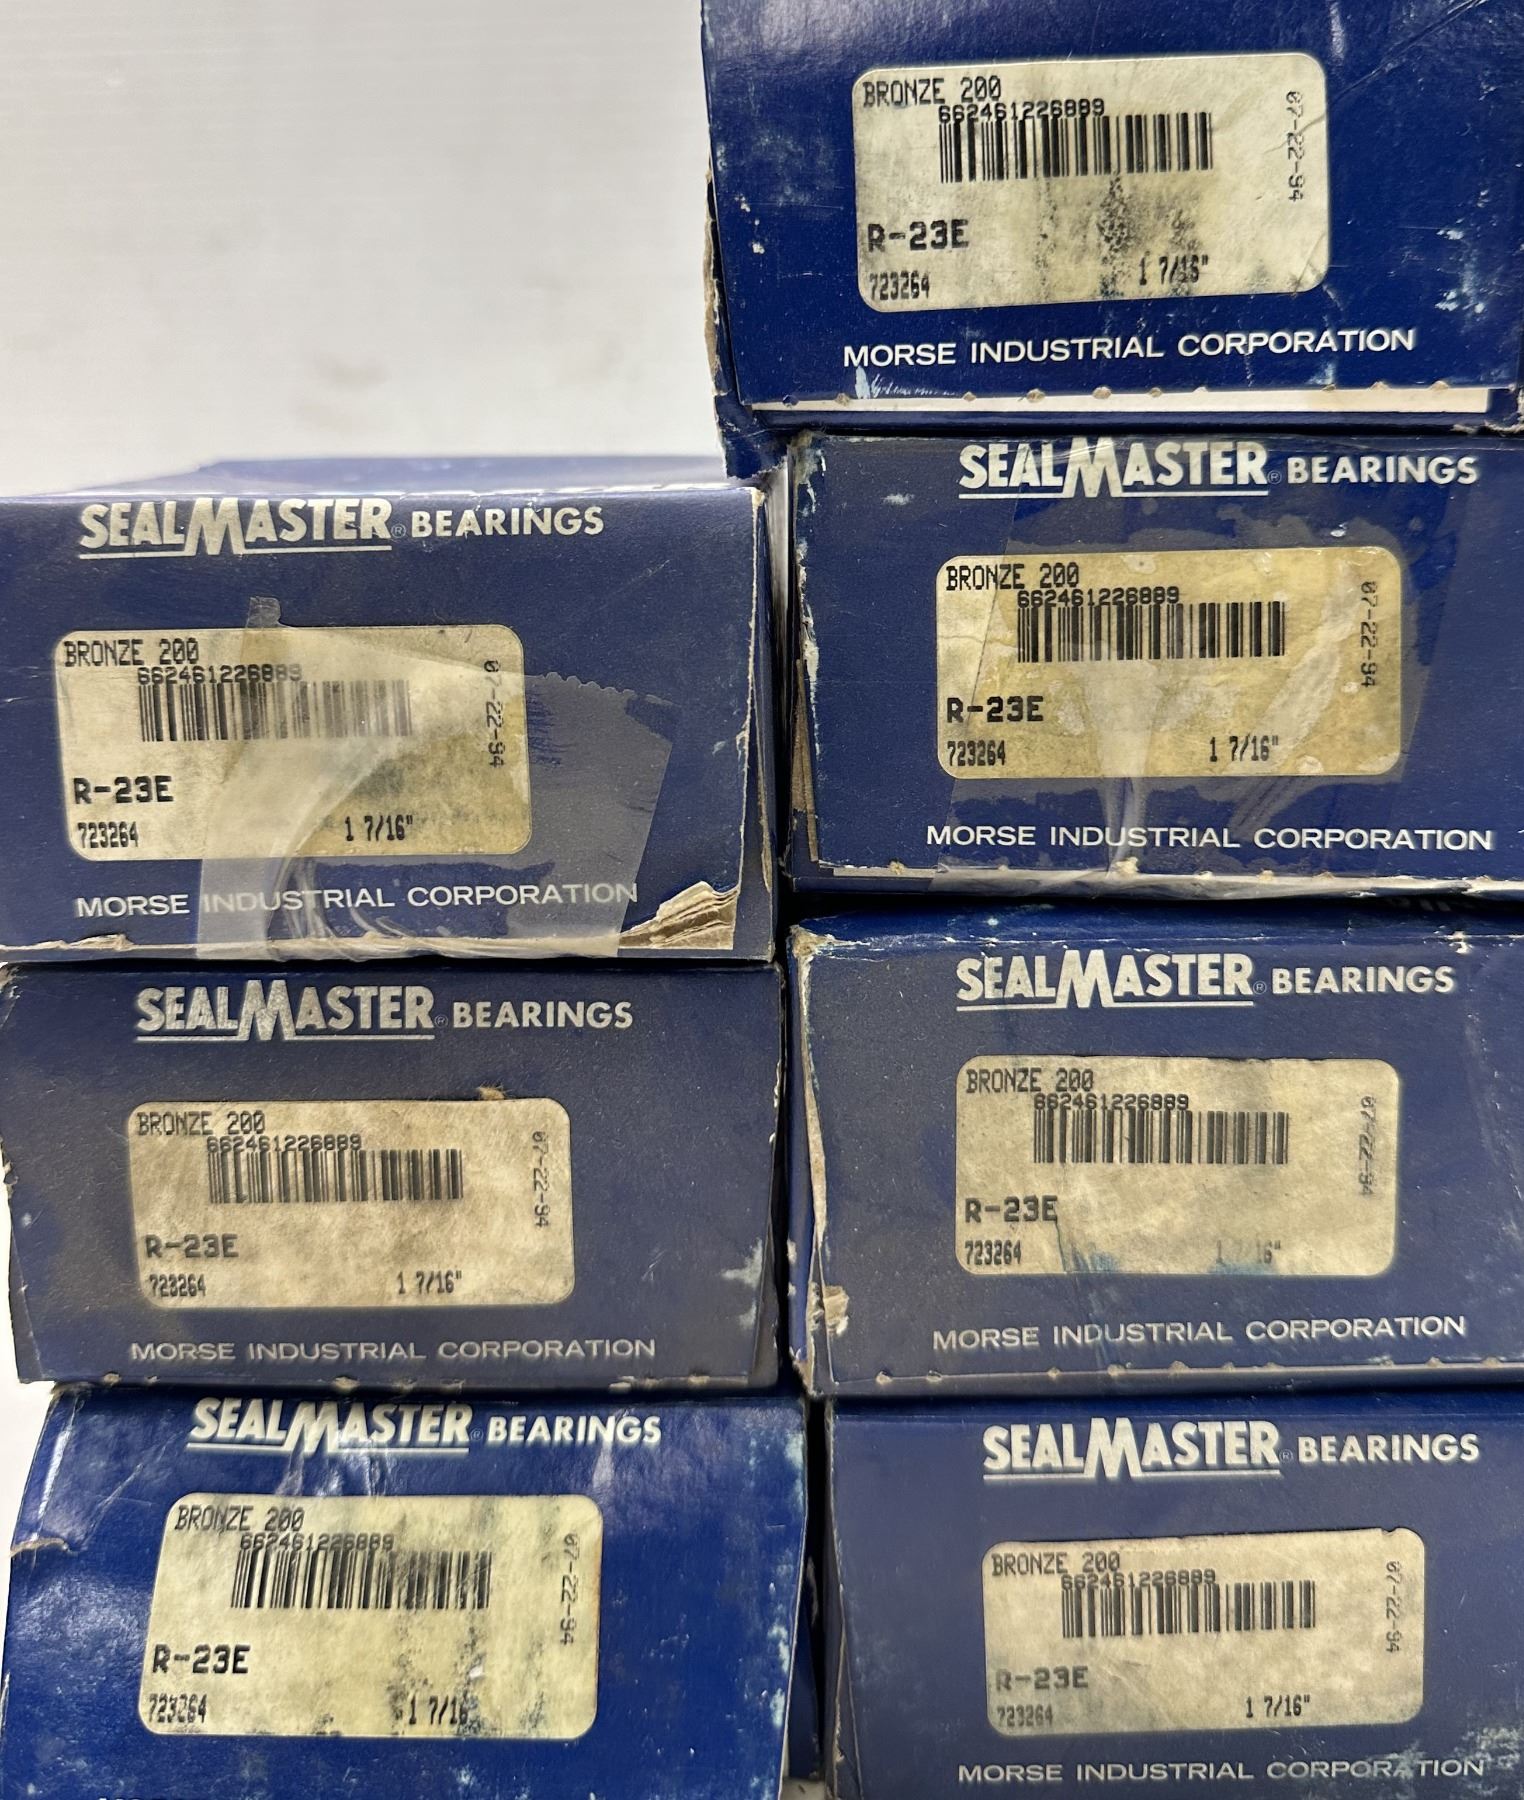 BRONZE 200
662461226889
07-22-94
R-23E
723264
1 7/16"
MORSE INDUSTRIAL CORPORATION
SEALMASTER® BEARINGS
BRONZE 200
662461226889
07-22-94
R-23E
723264
1 7/16"
MORSE INDUSTRIAL CORPORATION
SEALMASTER® BEARINGS
BRONZE 200
662461226889
07-22-94
R-23E
723264
1 7/16"
MORSE INDUSTRIAL CORPORATION
SEALMASTER® BEARINGS
BRONZE 200
662461226889
07-22-94
R-23E
723264
1 7/16"
MORSE INDUSTRIAL CORPORATION
SEALMASTER® BEARINGS
BRONZE 200
662461226889
07-22-94
R-23E
723264
1 7/16"
MORSE INDUSTRIAL CORPORATION
SEALMASTER® BEARINGS
BRONZE 200
662461226889
07-22-94
R-23E
723264
1 7/16
SEALMASTER® BEARINGS
BRONZE 200
662461226889
07-22-94
R-23E
723264
1 7/16"
MORSE INDUSTRIAL CORPORATION